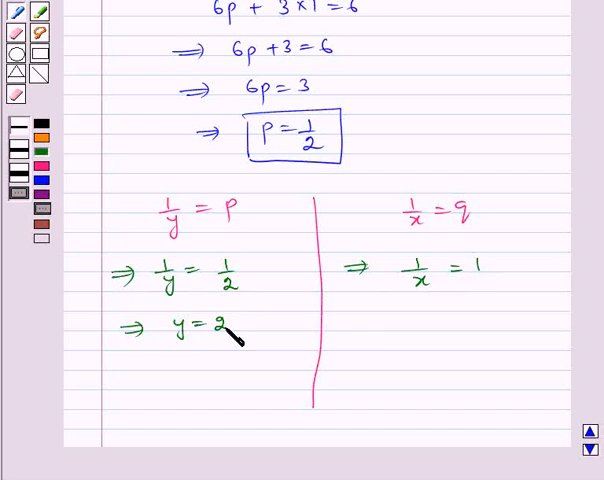 6p + 3×1 = 6
⇒ 6p + 3 = 6
⇒ 6p = 3
⇒ p = 1/2
1/y = p
⇒ 1/y = 1/2
⇒ y = 2
1/x = q
⇒ 1/x = 1